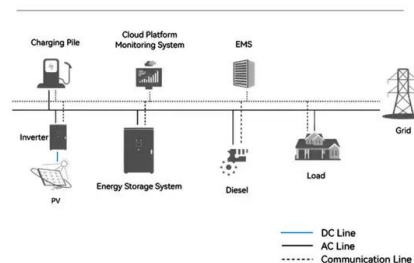 Charging Pile
Cloud Platform
Monitoring System
EMS
Grid
Inverter
Energy Storage System
Diesel
Load
PV
DC Line
AC Line
Communication Line